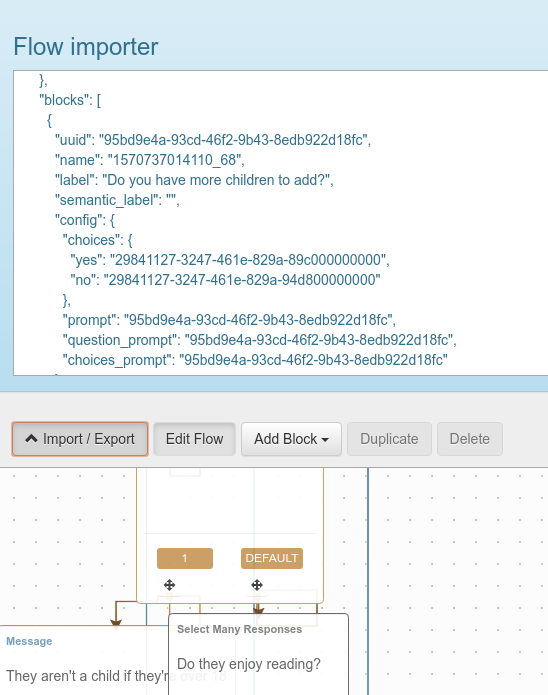 Flow importer
},
"blocks": [
{
"uuid": "95bd9e4a-93cd-46f2-9b43-8edb922d18fc",
"name": "1570737014110_68",
"label": "Do you have more children to add?",
"semantic_label": "",
"config": {
"choices": {
"yes": "29841127-3247-461e-829a-89c000000000",
"no": "29841127-3247-461e-829a-94d800000000"
},
"prompt": "95bd9e4a-93cd-46f2-9b43-8edb922d18fc",
"question_prompt": "95bd9e4a-93cd-46f2-9b43-8edb922d18fc",
"choices_prompt": "95bd9e4a-93cd-46f2-9b43-8edb922d18fc"
Import / Export Edit Flow Add Block Duplicate Delete
1 DEFAULT
Message
They aren't a child if they're over 18
Select Many Responses
Do they enjoy reading?